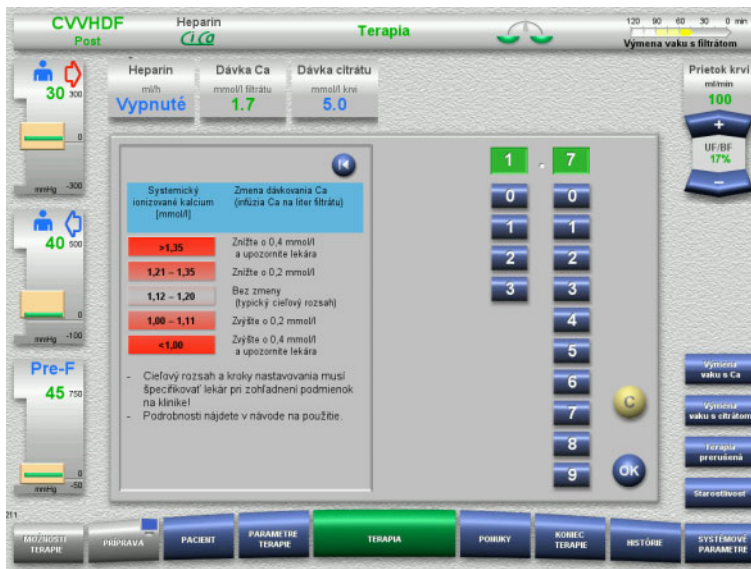 CVVHDF
Post
Heparin
CiCa
Terapia
120 90 60 30 0 min
Výmena vaku s filtrátom
30 300
0
mmHg -300
40 500
0
mmHg -100
Pre-F
45 750
0
mmHg -50
Heparin
ml/h
Vypnuté
Dávka Ca
mmol/l filtrátu
1.7
Dávka citrátu
mmol/l krvi
5.0
Prietok krvi
ml/min
100
+
UF/BF
17%
−
Systemický
ionizované kalcium
[mmol/l]
Zmena dávkovania Ca
(infúzia Ca na liter filtrátu)
>1,35
Znížte o 0,4 mmol/l
a upozornite lekára
1,21 – 1,35
Znížte o 0,2 mmol/l
1,12 – 1,20
Bez zmeny
(typický cieľový rozsah)
1,00 – 1,11
Zvýšte o 0,2 mmol/l
<1,00
Zvýšte o 0,4 mmol/l
a upozornite lekára
- Cieľový rozsah a kroky nastavovania musí
špecifikovať lekár pri zohľadnení podmienok
na klinike!
- Podrobnosti nájdete v návode na použitie.
1 . 7
0 0
1 1
2 2
3 3
4
5
6
7
8
9
C
OK
Výmena
vaku s Ca
Výmena
vaku s citrátom
Terapia
prerušená
Starostlivosť
211
MOŽNOSTI
TERAPIE
PRÍPRAVA
PACIENT
PARAMETRE
TERAPIE
TERAPIA
PONUKY
KONIEC
TERAPIE
HISTÓRIE
SYSTÉMOVÉ
PARAMETRE